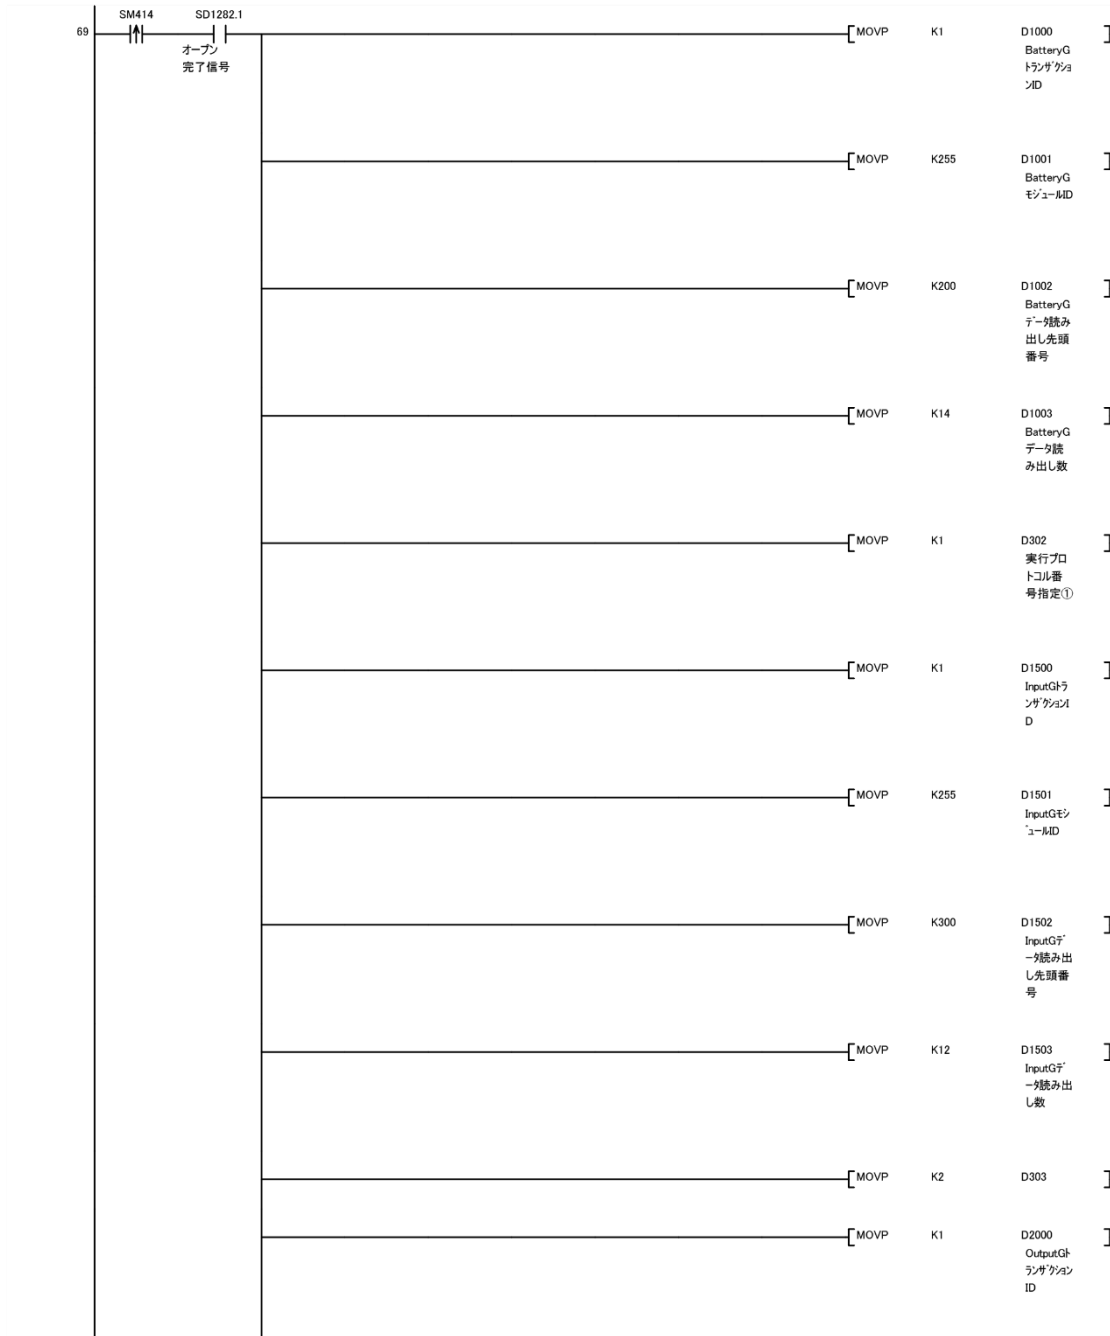 SM414 SD1282.1
69 MOVP K1 D1000
オープン
完了信号
BatteryG
トランザクショ
ンID
MOVP K255 D1001
BatteryG
モジュールID
MOVP K200 D1002
BatteryG
データ読み
出し先頭
番号
MOVP K14 D1003
BatteryG
データ読
み出し数
MOVP K1 D302
実行プロ
トコル番
号指定①
MOVP K1 D1500
InputGトラ
ンザクションI
D
MOVP K255 D1501
InputGモシ
゙ュールID
MOVP K300 D1502
InputGデ
ータ読み出
し先頭番
号
MOVP K12 D1503
InputGデ
ータ読み出
し数
MOVP K2 D303
MOVP K1 D2000
OutputGト
ランザクション
ID